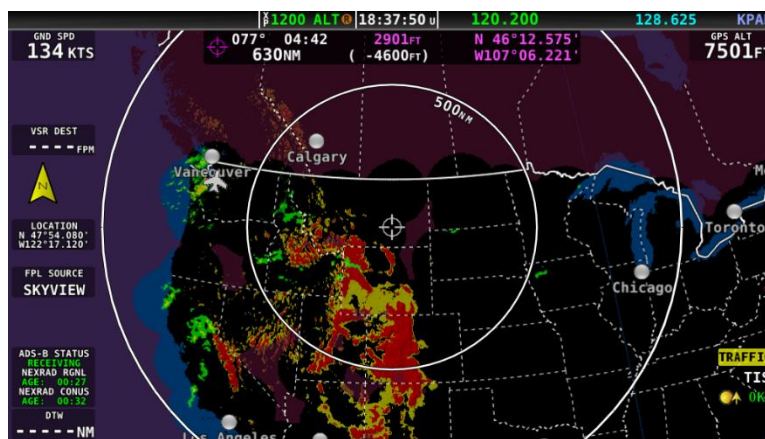 XP 1200 ALT R 18:37:50 U 120.200 128.625
GND SPD
134 KTS
077° 04:42 2901FT N 46°12.575'
630NM ( -4600FT) W107°06.221'
GPS ALT
7501F
500NM
VSR DEST
----FPM
Calgary
Vancouver
N
LOCATION
N 47°54.080'
W122°17.120'
Toronto
FPL SOURCE
SKYVIEW
Chicago
ADS-B STATUS
RECEIVING
NEXRAD RGNL
AGE: 00:27
NEXRAD CONUS
AGE: 00:32
TRAFFI
TIS
OK
DTW
-----NM
Los Angeles